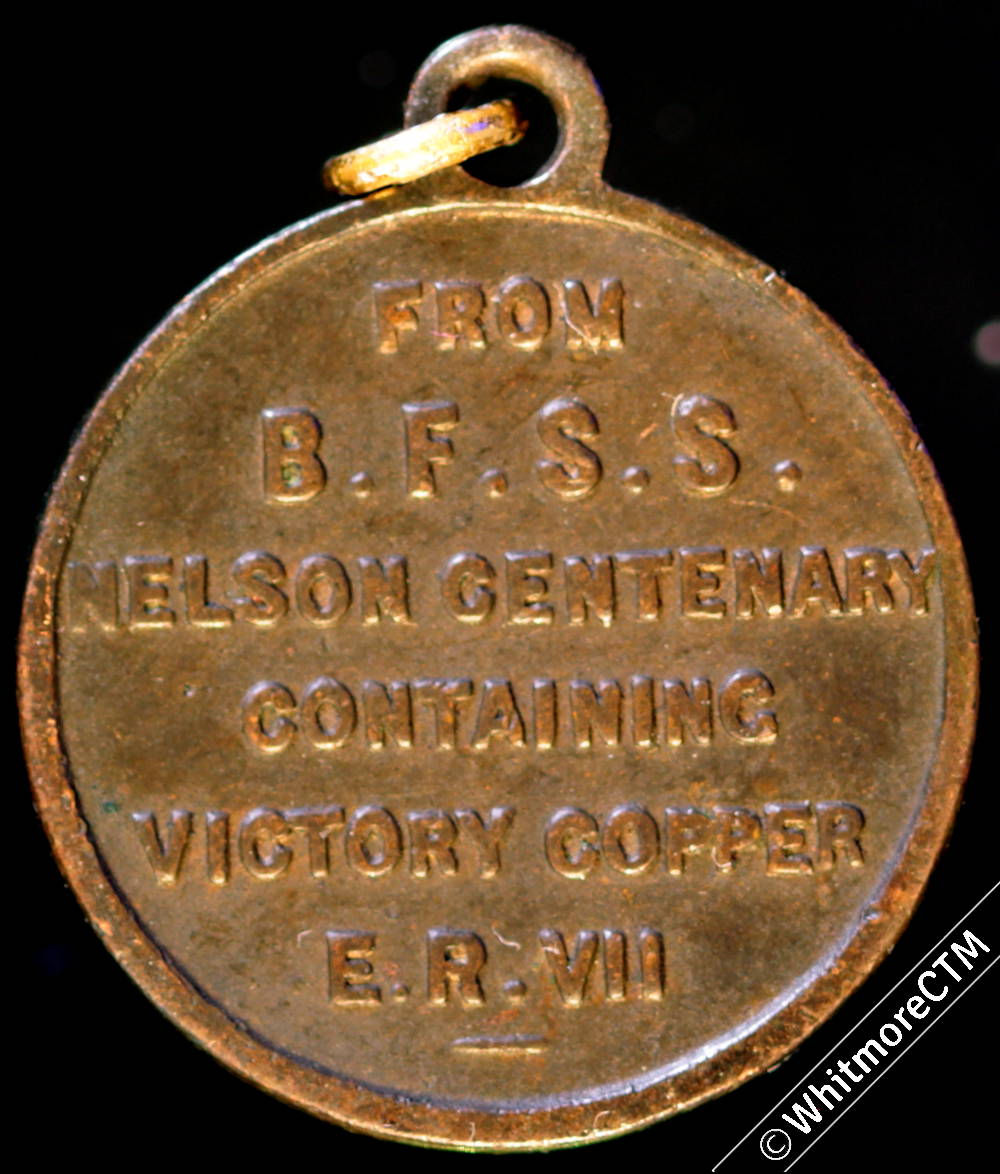 FROM
B.F.S.S.
NELSON CENTENARY
CONTAINING
VICTORY COPPER
E.R.VII
© WhitmoreCTM